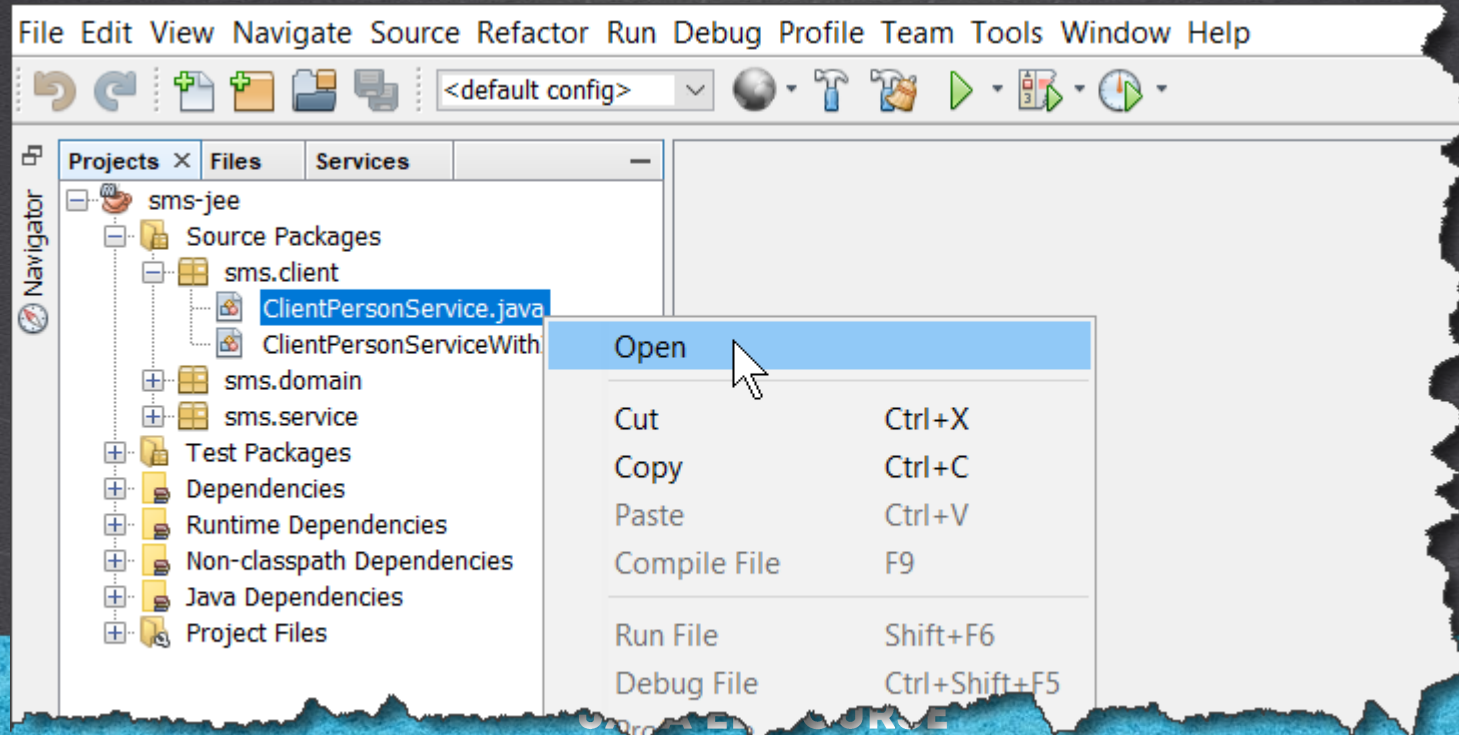 File Edit View Navigate Source Refactor Run Debug Profile Team Tools Window Help
<default config>
Projects Files Services
Navigator
sms-jee
Source Packages
sms.client
ClientPersonService.java
ClientPersonServiceWith
sms.domain
sms.service
Test Packages
Dependencies
Runtime Dependencies
Non-classpath Dependencies
Java Dependencies
Project Files
Open
Cut Ctrl+X
Copy Ctrl+C
Paste Ctrl+V
Compile File F9
Run File Shift+F6
Debug File Ctrl+Shift+F5